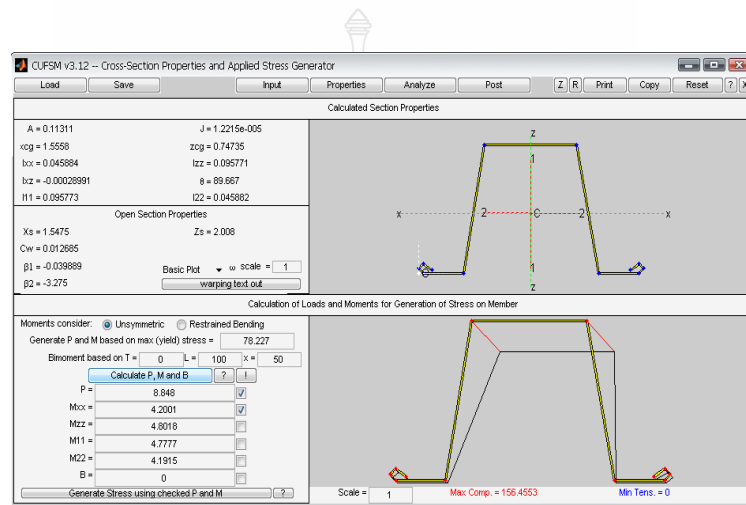 CUFSM v3.12 -- Cross-Section Properties and Applied Stress Generator
Load Save Input Properties Analyze Post Z R Print Copy Reset ? X
Calculated Section Properties
A = 0.11311 J = 1.2215e-005
xcg = 1.5558 zcg = 0.74735
Ixx = 0.045884 Izz = 0.095771
Ixz = -0.00028991 θ = 89.667
I11 = 0.095773 I22 = 0.045882
Open Section Properties
Xs = 1.5475 Zs = 2.008
Cw = 0.012685
β1 = -0.039889 Basic Plot ω scale = 1
β2 = -3.275 warping text out
z
1
x 2 C 2 x
1
z
Calculation of Loads and Moments for Generation of Stress on Member
Moments consider: Unsymmetric Restrained Bending
Generate P and M based on max (yield) stress = 78.227
Bimoment based on T = 0 L = 100 x = 50
Calculate P, M and B ? !
P = 8.848
Mxx = 4.2001
Mzz = 4.8018
M11 = 4.7777
M22 = 4.1915
B = 0
Generate Stress using checked P and M ?
Scale = 1 Max Comp. = 156.4553 Min Tens. = 0